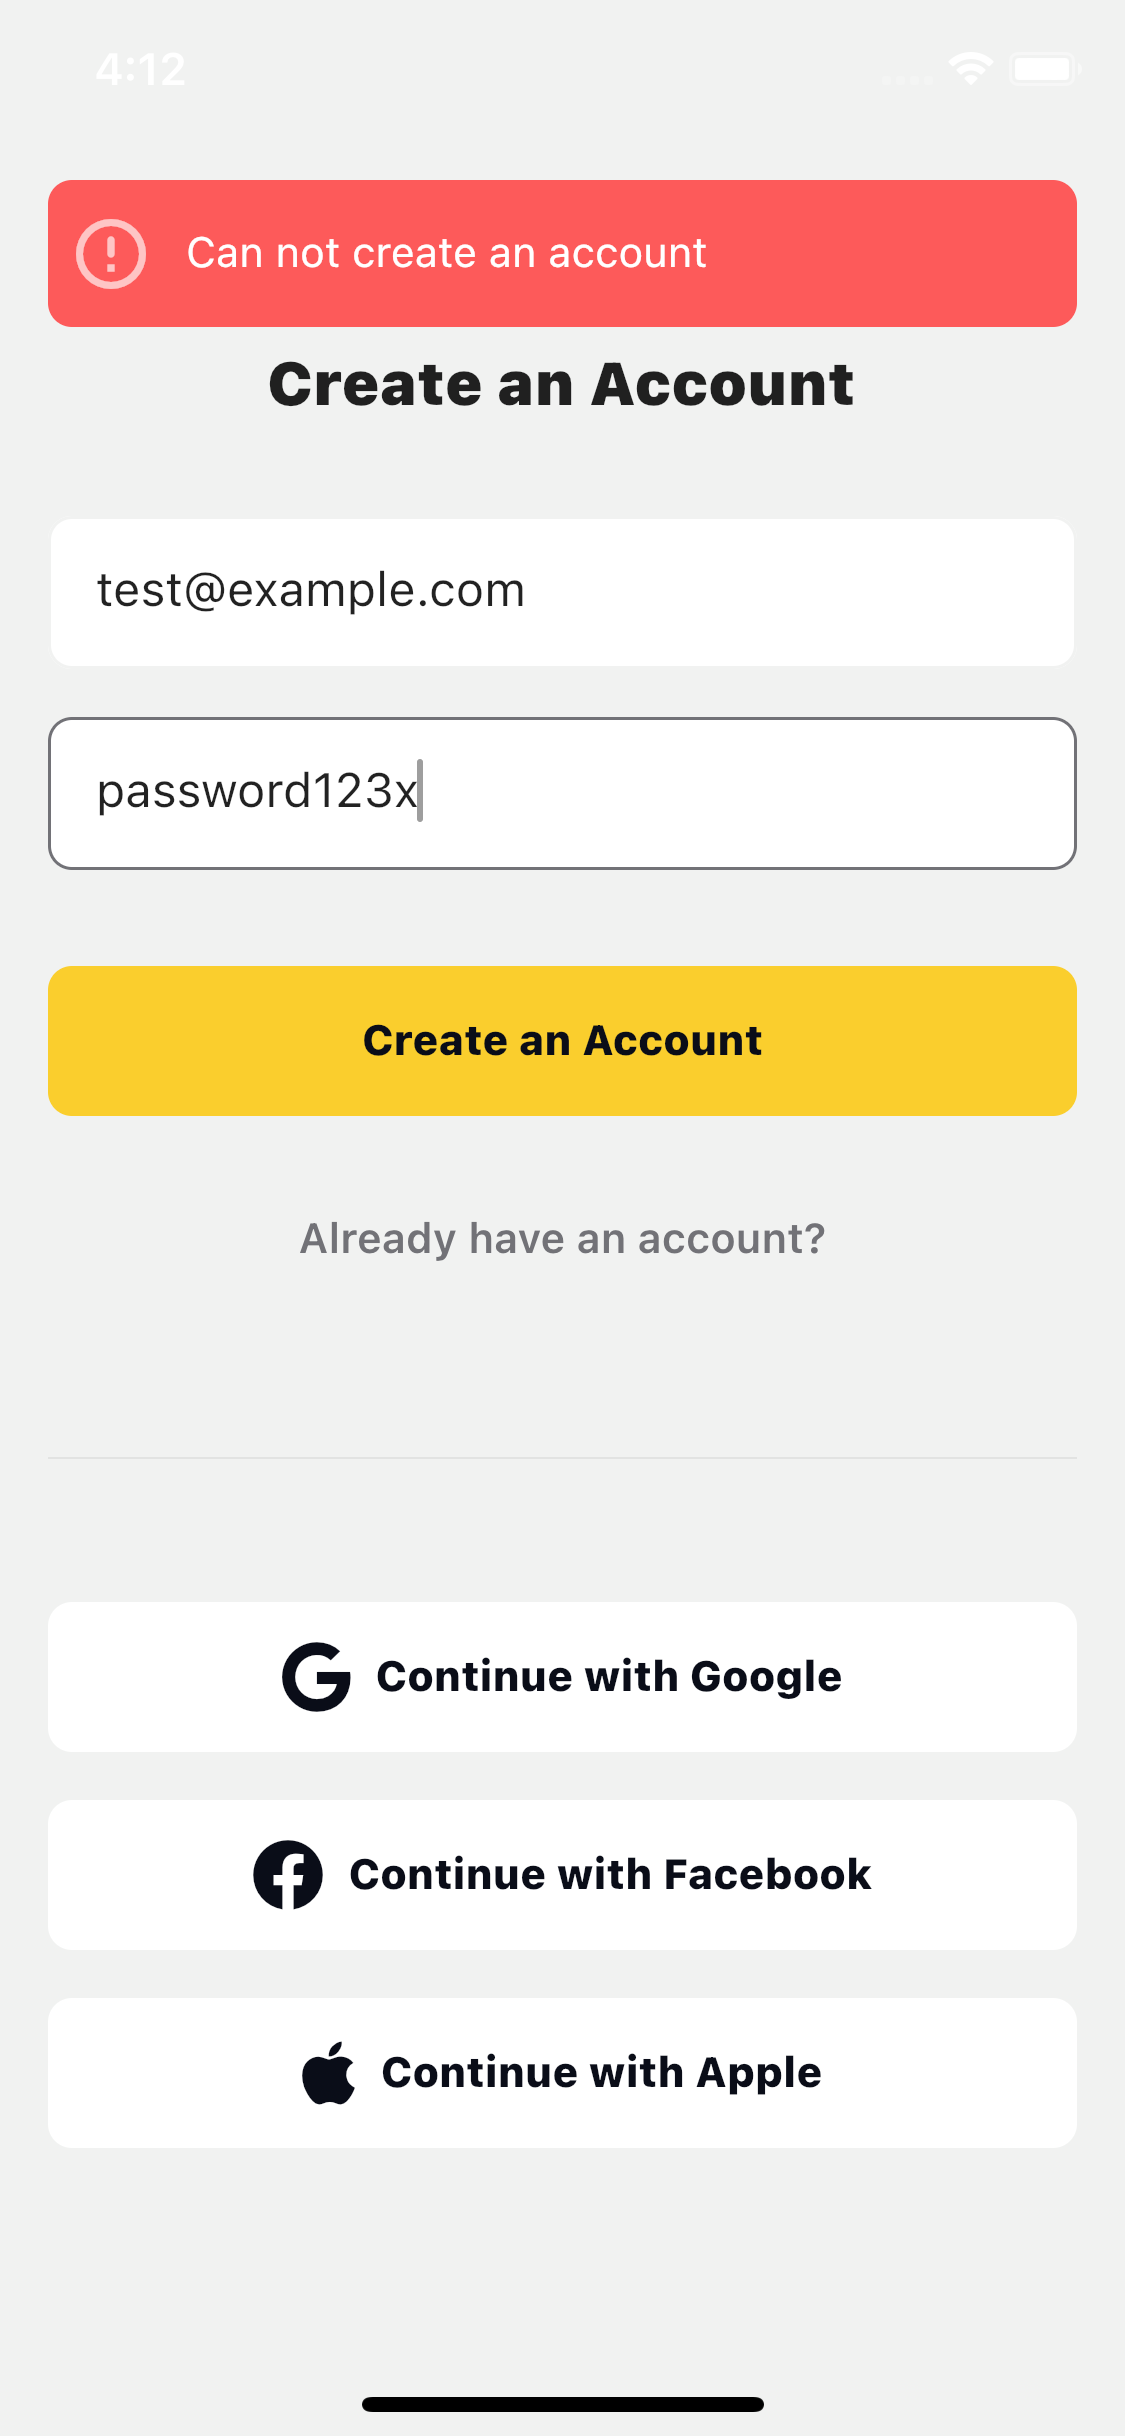 4:12
Can not create an account
Create an Account
test@example.com
password123x
Create an Account
Already have an account?
Continue with Google
Continue with Facebook
Continue with Apple